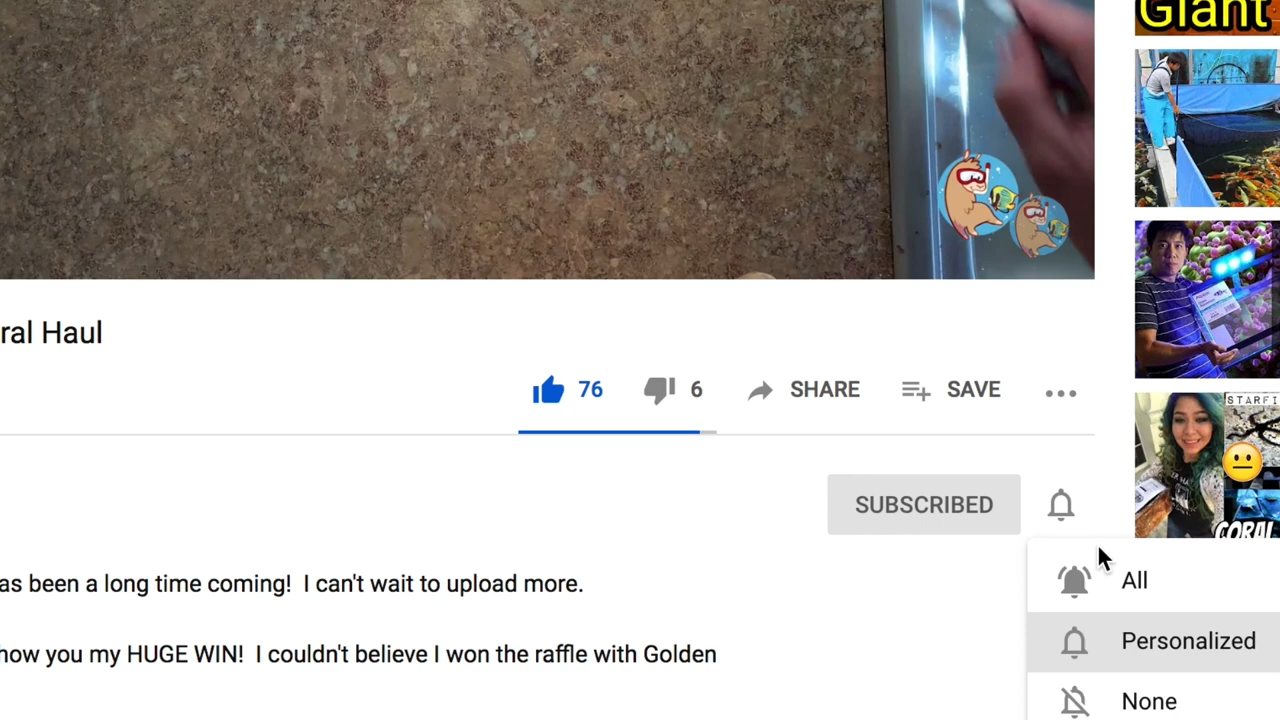 Giant
ral Haul
76 6 SHARE SAVE
STARFI
SUBSCRIBED
CORAL
All
as been a long time coming! I can't wait to upload more.
Personalized
how you my HUGE WIN! I couldn't believe I won the raffle with Golden
None